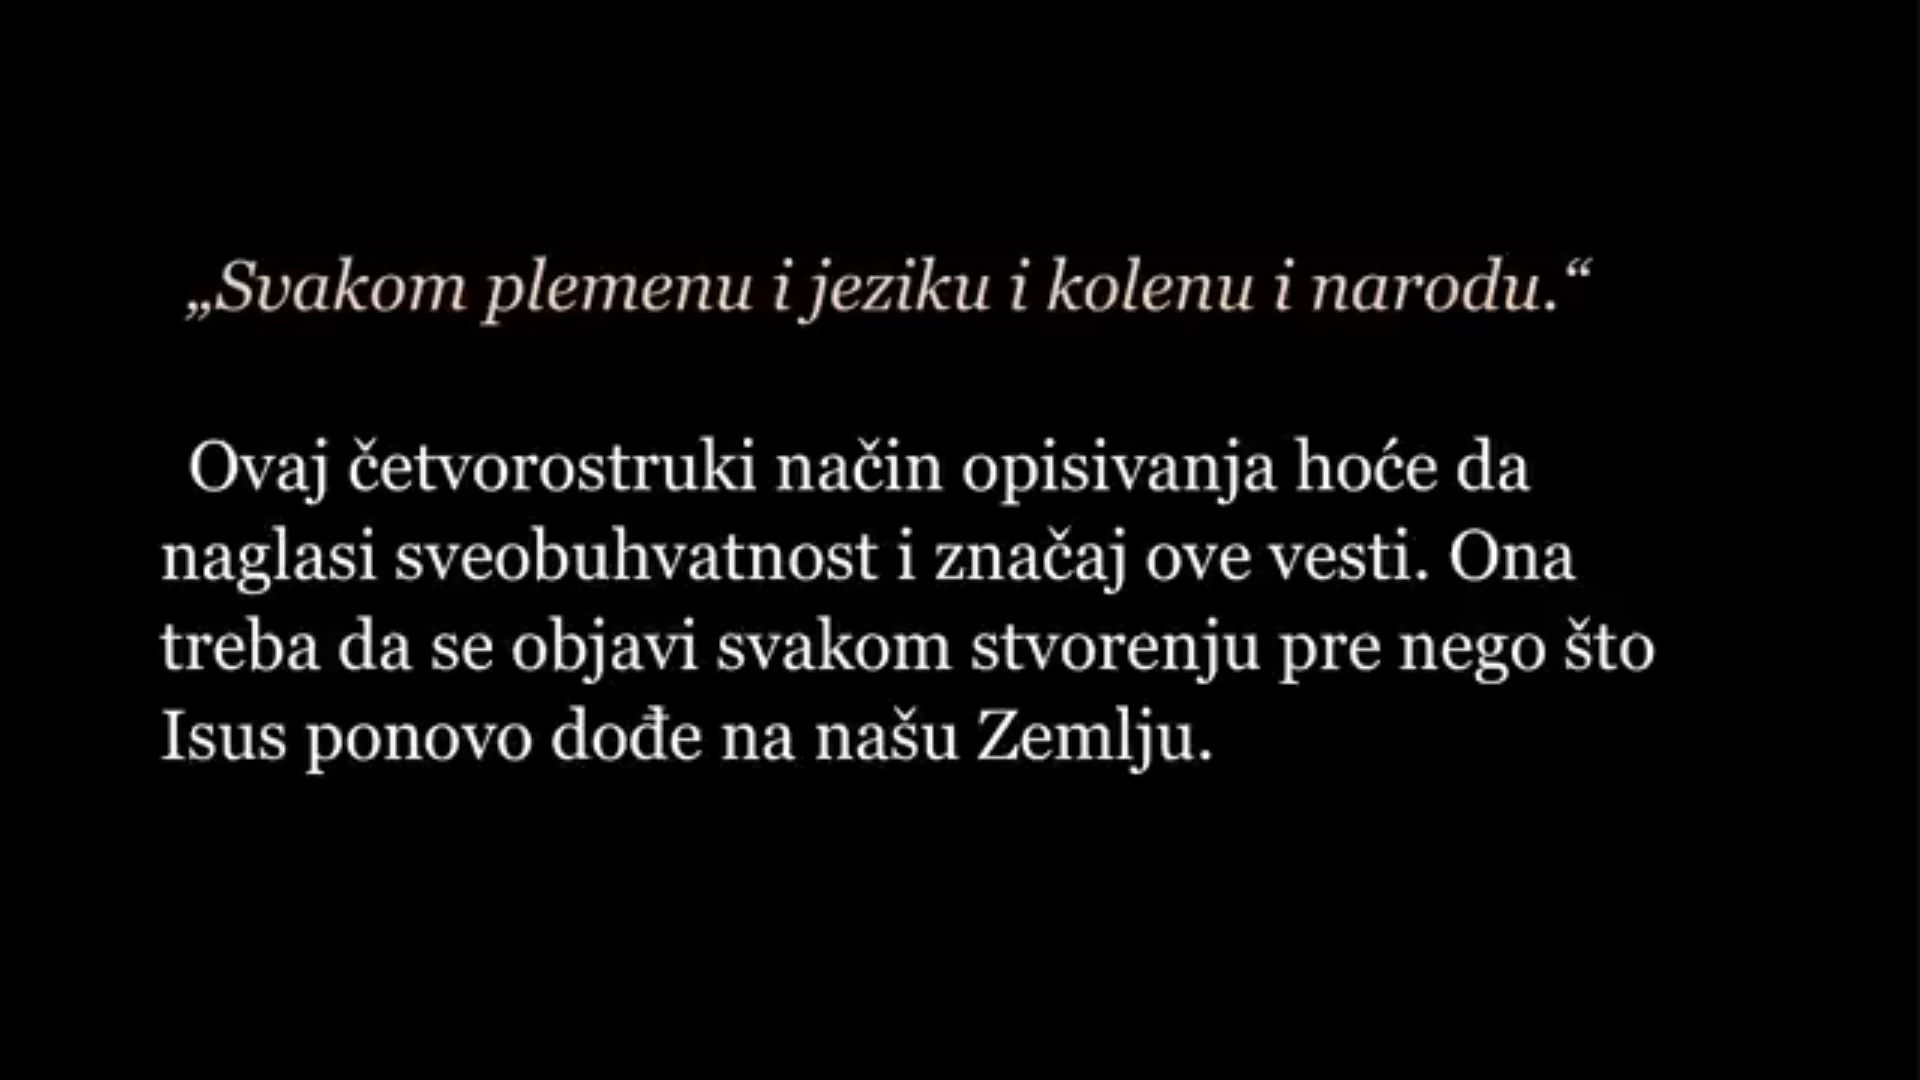 „Svakom plemenu i jeziku i kolenu i narodu.“
Ovaj četvorostruki način opisivanja hoće da
naglasi sveobuhvatnost i značaj ove vesti. Ona
treba da se objavi svakom stvorenju pre nego što
Isus ponovo dođe na našu Zemlju.